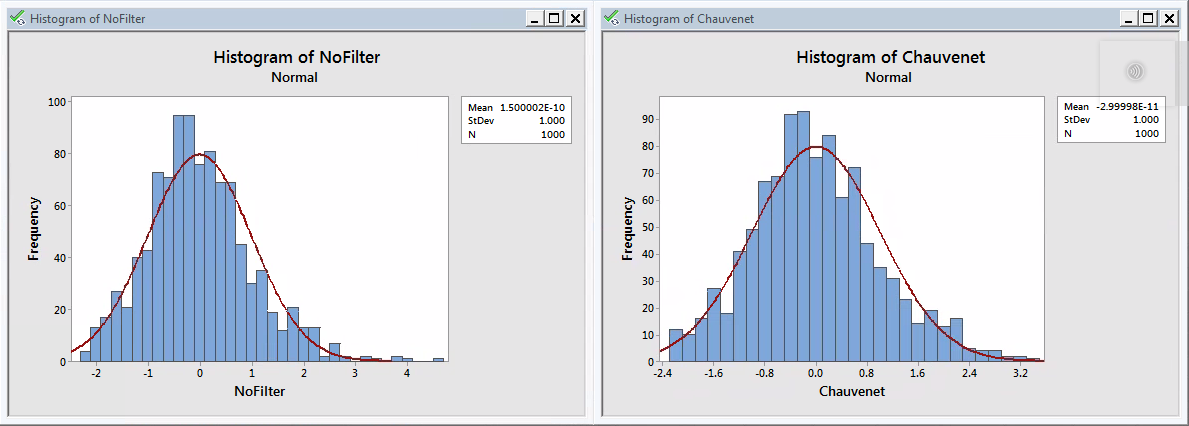 Histogram of NoFilter
Histogram of NoFilter
Normal
Mean 1.500002E-10
StDev 1.000
N 1000
100
80
60
40
20
0
Frequency
-2 -1 0 1 2 3 4
NoFilter
Histogram of Chauvenet
Histogram of Chauvenet
Normal
Mean -2.99998E-11
StDev 1.000
N 1000
90
80
70
60
50
40
30
20
10
0
Frequency
-2.4 -1.6 -0.8 0.0 0.8 1.6 2.4 3.2
Chauvenet